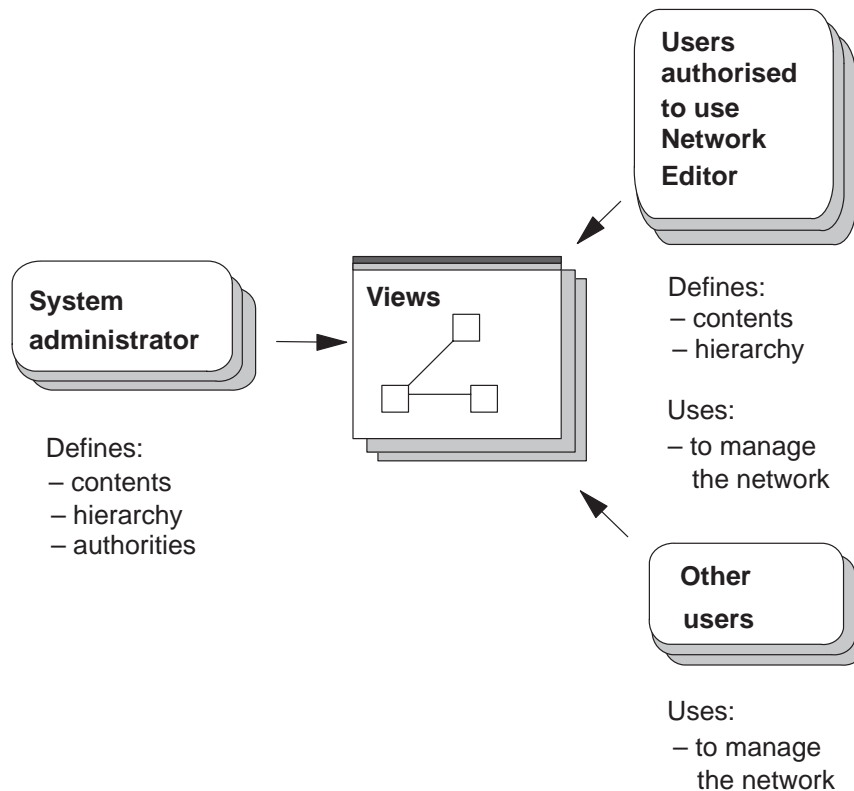 Users
authorised
to use
Network
Editor
System
administrator
Views
Defines:
– contents
– hierarchy
Uses:
– to manage
the network
Defines:
– contents
– hierarchy
– authorities
Other
users
Uses:
– to manage
the network